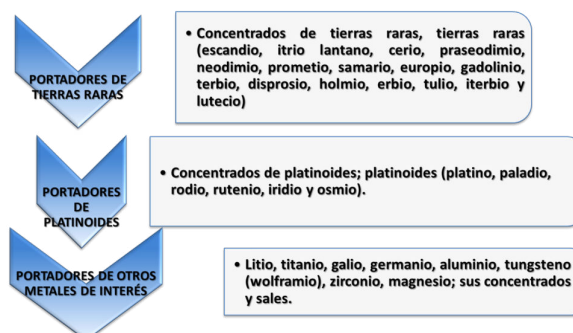 PORTADORES DE
TIERRAS RARAS
• Concentrados de tierras raras, tierras raras
(escandio, itrio lantano, cerio, praseodimio,
neodimio, prometio, samario, europio, gadolinio,
terbio, disprosio, holmio, erbio, tulio, iterbio y
lutecio)
PORTADORES
DE
PLATINOIDES
• Concentrados de platinoides; platinoides (platino, paladio,
rodio, rutenio, iridio y osmio).
PORTADORES DE OTROS
METALES DE INTERÉS
• Litio, titanio, galio, germanio, aluminio, tungsteno
(wolframio), zirconio, magnesio; sus concentrados
y sales.